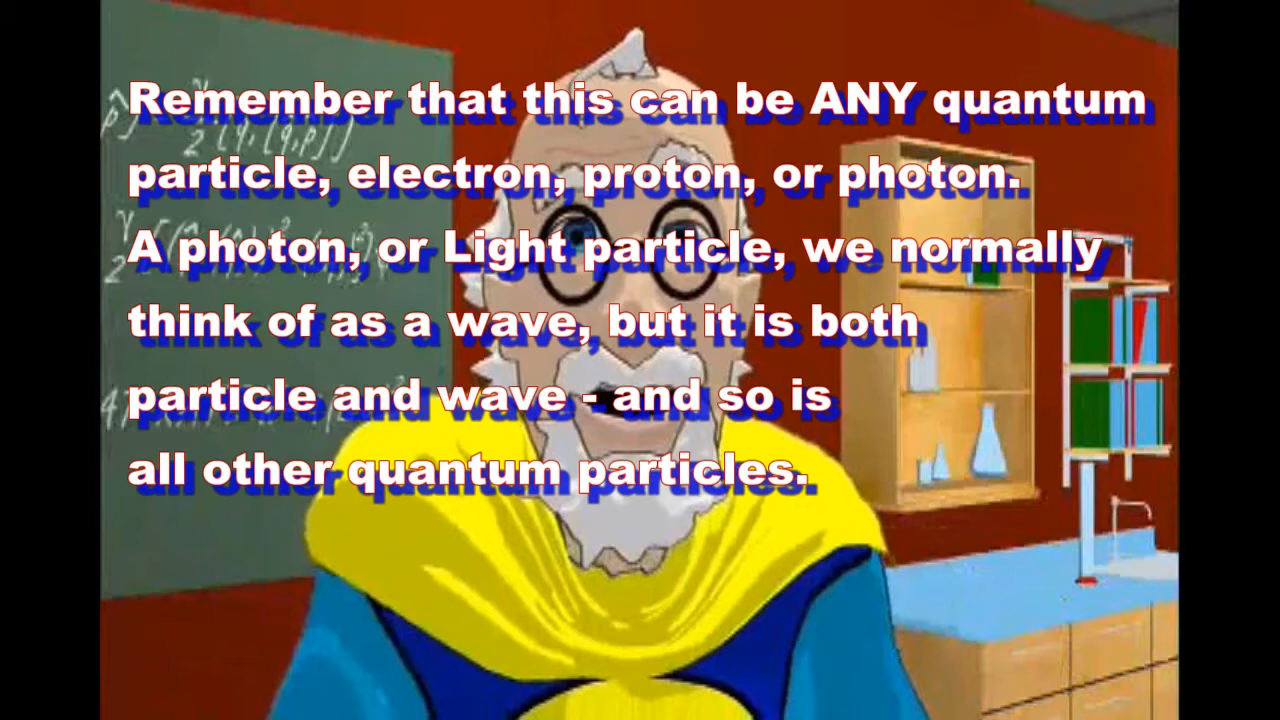 Remember that this can be ANY quantum
particle, electron, proton, or photon.
A photon, or Light particle, we normally
think of as a wave, but it is both
particle and wave - and so is
all other quantum particles.